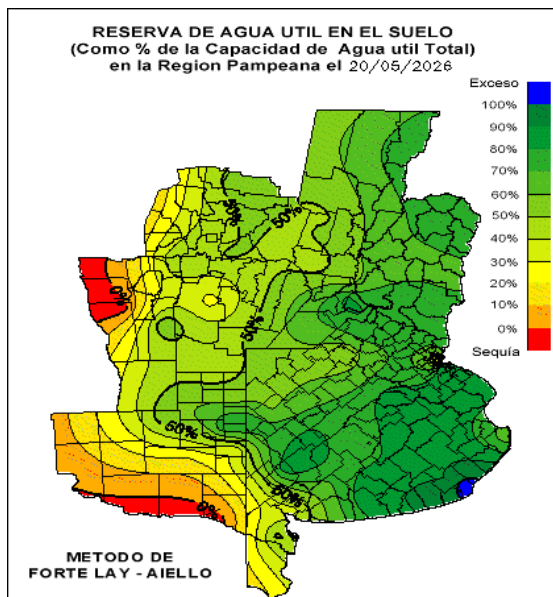 RESERVA DE AGUA UTIL EN EL SUELO
(Como % de la Capacidad de Agua util Total)
en la Region Pampeana el 20/05/2026
Exceso
100%
90%
80%
70%
60%
50%
40%
30%
20%
10%
0%
Sequía
50%
50%
0%
50%
50%
50%
0%
METODO DE
FORTE LAY - AIELLO